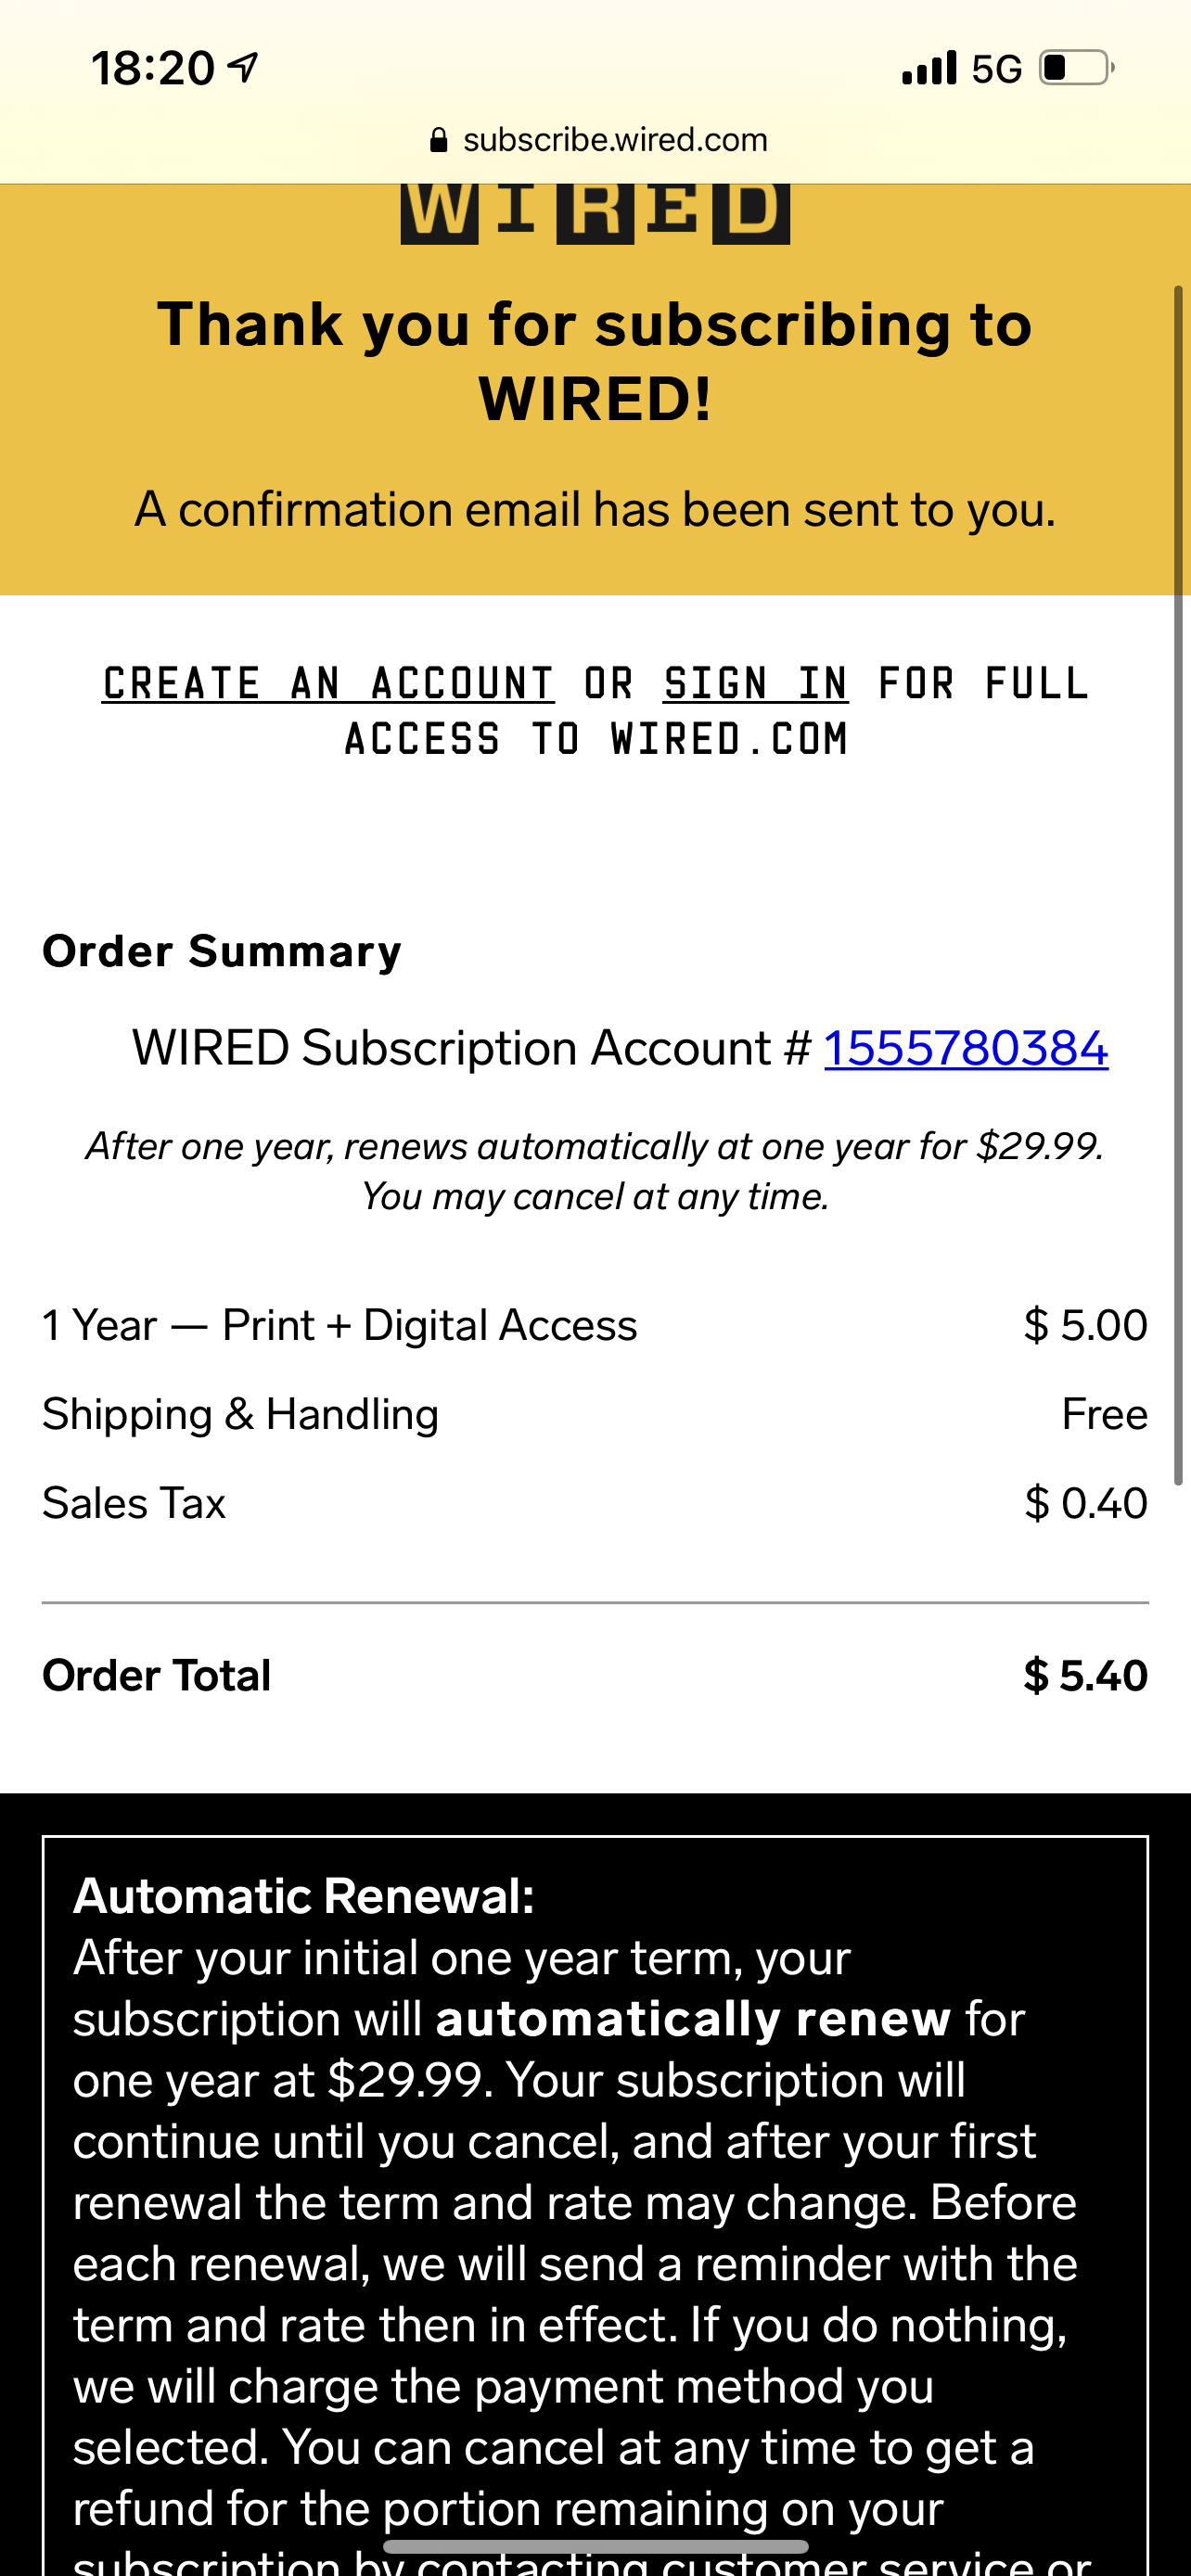 18:20
5G
subscribe.wired.com
WIRED
Thank you for subscribing to
WIRED!
A confirmation email has been sent to you.
CREATE AN ACCOUNT OR SIGN IN FOR FULL
ACCESS TO WIRED.COM
Order Summary
WIRED Subscription Account # 1555780384
After one year, renews automatically at one year for $29.99.
You may cancel at any time.
1 Year — Print + Digital Access $ 5.00
Shipping & Handling Free
Sales Tax $ 0.40
Order Total $ 5.40
Automatic Renewal:
After your initial one year term, your
subscription will automatically renew for
one year at $29.99. Your subscription will
continue until you cancel, and after your first
renewal the term and rate may change. Before
each renewal, we will send a reminder with the
term and rate then in effect. If you do nothing,
we will charge the payment method you
selected. You can cancel at any time to get a
refund for the portion remaining on your
subscription by contacting customer service or